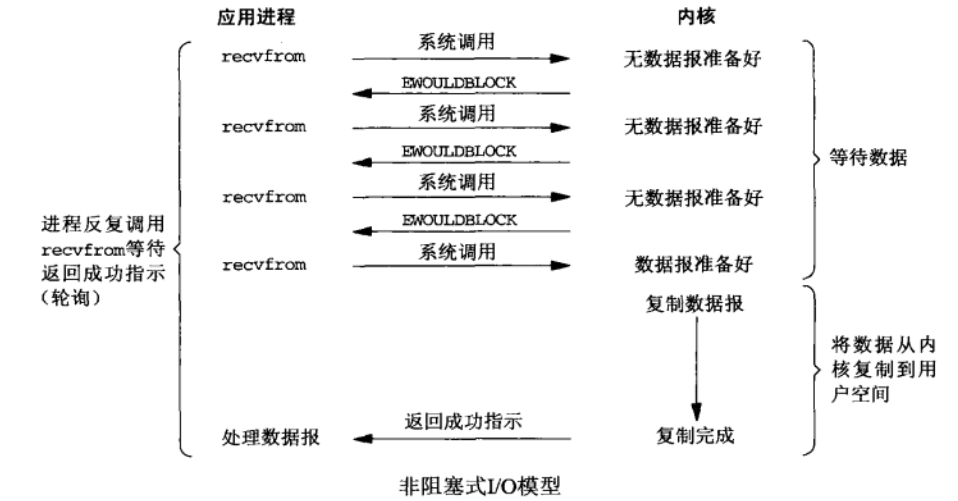 应用进程 内核
recvfrom 系统调用 无数据报准备好
EWOULDBLOCK
recvfrom 系统调用 无数据报准备好
EWOULDBLOCK
等待数据
recvfrom 系统调用 无数据报准备好
EWOULDBLOCK
进程反复调用
recvfrom等待
返回成功指示
(轮询)
recvfrom 系统调用 数据报准备好
复制数据报
将数据从内
核复制到用
户空间
处理数据报 返回成功指示 复制完成
非阻塞式I/O模型